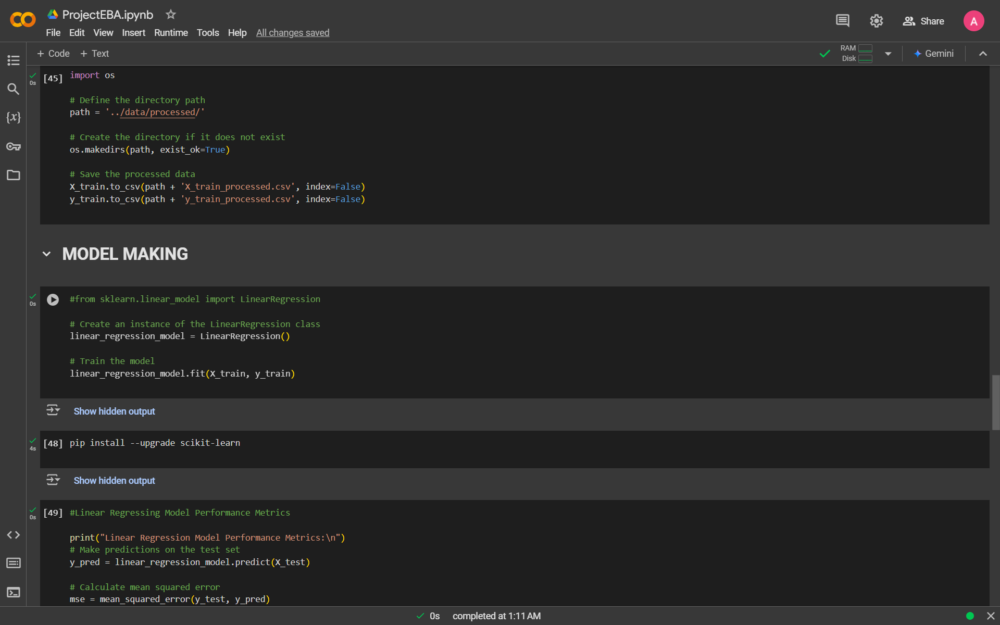 ProjectEBA.ipynb
File Edit View Insert Runtime Tools Help All changes saved
Share
A
+ Code + Text
RAM
Disk
Gemini
0s
[45] import os
# Define the directory path
path = '../data/processed/'
# Create the directory if it does not exist
os.makedirs(path, exist_ok=True)
# Save the processed data
X_train.to_csv(path + 'X_train_processed.csv', index=False)
y_train.to_csv(path + 'y_train_processed.csv', index=False)
MODEL MAKING
0s
#from sklearn.linear_model import LinearRegression
# Create an instance of the LinearRegression class
linear_regression_model = LinearRegression()
# Train the model
linear_regression_model.fit(X_train, y_train)
Show hidden output
4s
[48] pip install --upgrade scikit-learn
Show hidden output
0s
[49] #Linear Regressing Model Performance Metrics
print("Linear Regression Model Performance Metrics:\n")
# Make predictions on the test set
y_pred = linear_regression_model.predict(X_test)
# Calculate mean squared error
mse = mean_squared_error(y_test, y_pred)
0s completed at 1:11 AM